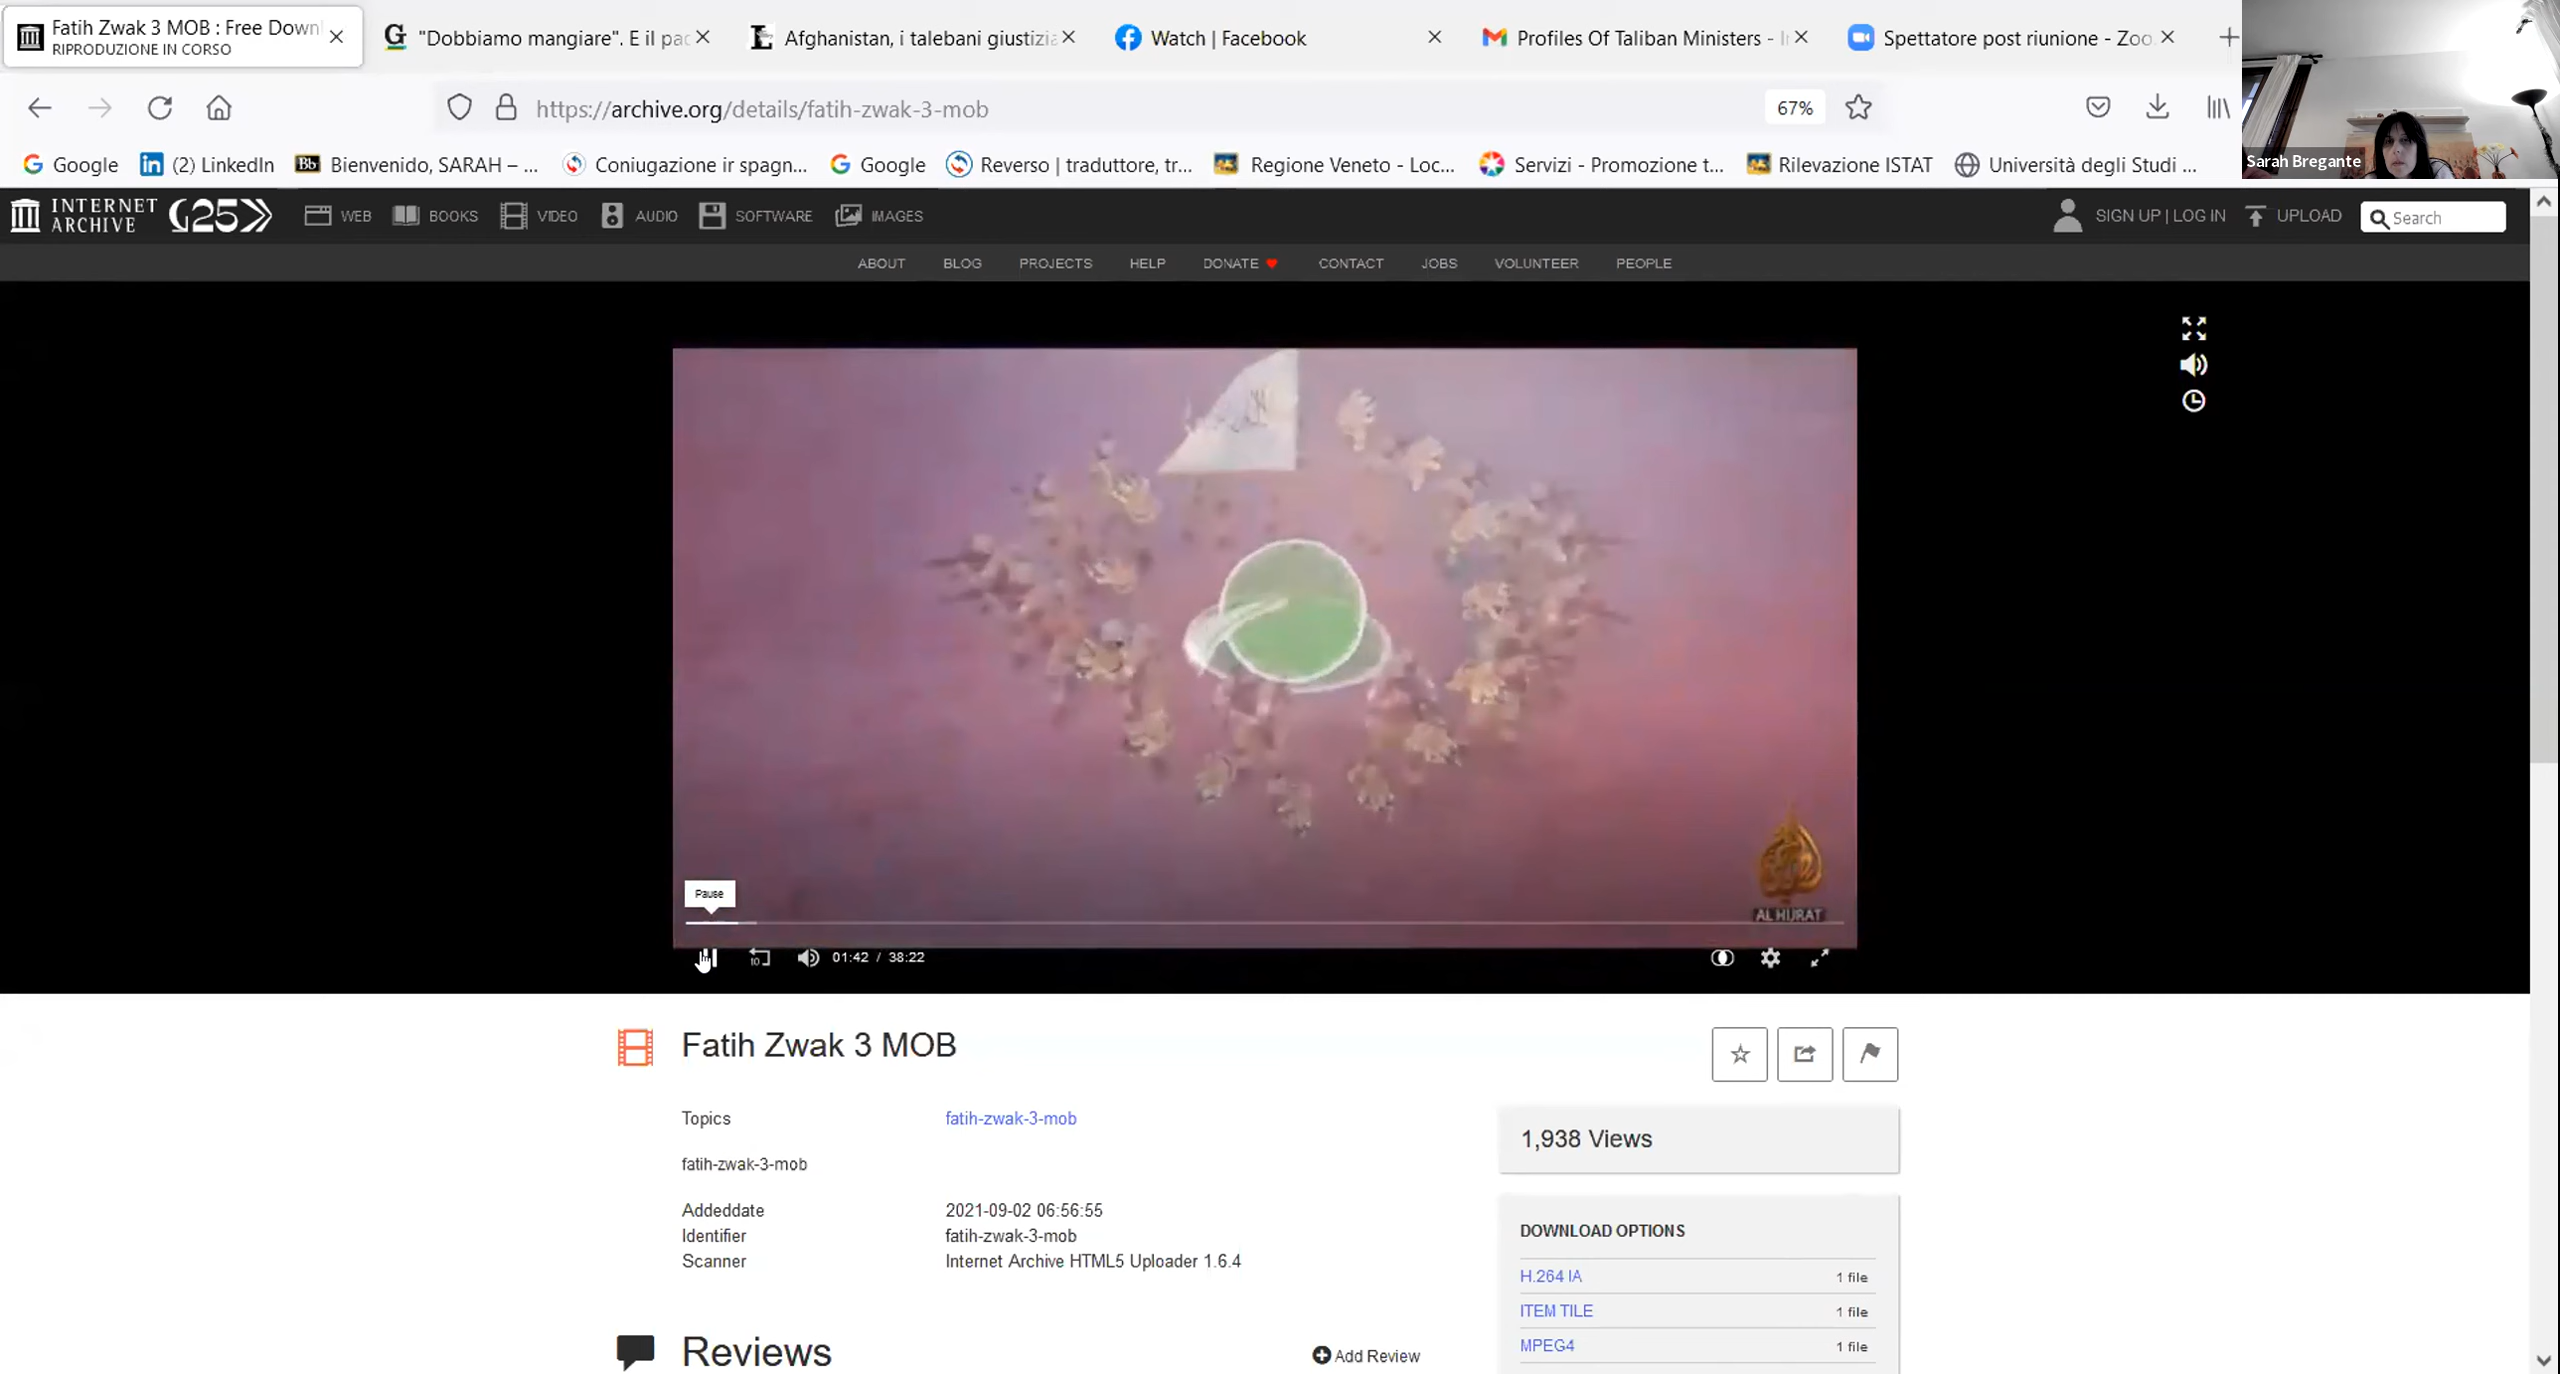 Fatih Zwak 3 MOB : Free Downl
RIPRODUZIONE IN CORSO
"Dobbiamo mangiare". E il pac
Afghanistan, i talebani giustizia
Watch | Facebook
Profiles Of Taliban Ministers - I
Spettatore post riunione - Zoo
https://archive.org/details/fatih-zwak-3-mob
67%
Google
(2) LinkedIn
Bienvenido, SARAH – ...
Coniugazione ir spagn...
Google
Reverso | traduttore, tr...
Regione Veneto - Loc...
Servizi - Promozione t...
Rilevazione ISTAT
Università degli Studi ...
Sarah Bregante
INTERNET ARCHIVE 25
WEB
BOOKS
VIDEO
AUDIO
SOFTWARE
IMAGES
SIGN UP | LOG IN
UPLOAD
Search
ABOUT
BLOG
PROJECTS
HELP
DONATE
CONTACT
JOBS
VOLUNTEER
PEOPLE
AL HIJRAT
Pause
10
01:42 / 38:22
Fatih Zwak 3 MOB
Topics fatih-zwak-3-mob
fatih-zwak-3-mob
Addeddate 2021-09-02 06:56:55
Identifier fatih-zwak-3-mob
Scanner Internet Archive HTML5 Uploader 1.6.4
Reviews
Add Review
1,938 Views
DOWNLOAD OPTIONS
H.264 IA 1 file
ITEM TILE 1 file
MPEG4 1 file